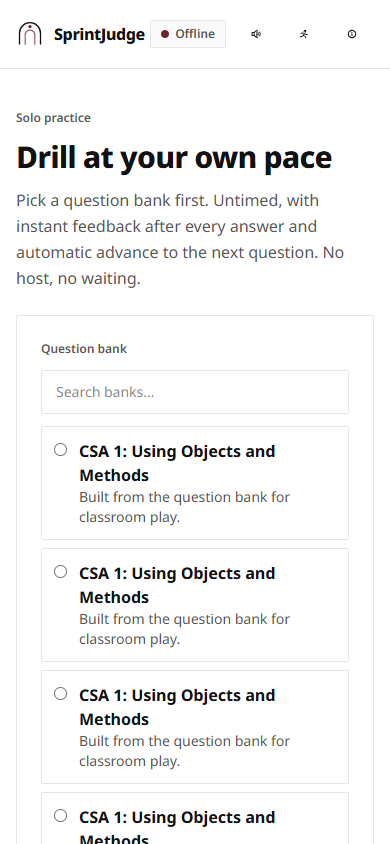 SprintJudge
Offline
Solo practice
Drill at your own pace
Pick a question bank first. Untimed, with
instant feedback after every answer and
automatic advance to the next question. No
host, no waiting.
Question bank
Search banks...
CSA 1: Using Objects and
Methods
Built from the question bank for
classroom play.
CSA 1: Using Objects and
Methods
Built from the question bank for
classroom play.
CSA 1: Using Objects and
Methods
Built from the question bank for
classroom play.
CSA 1: Using Objects and
Methods